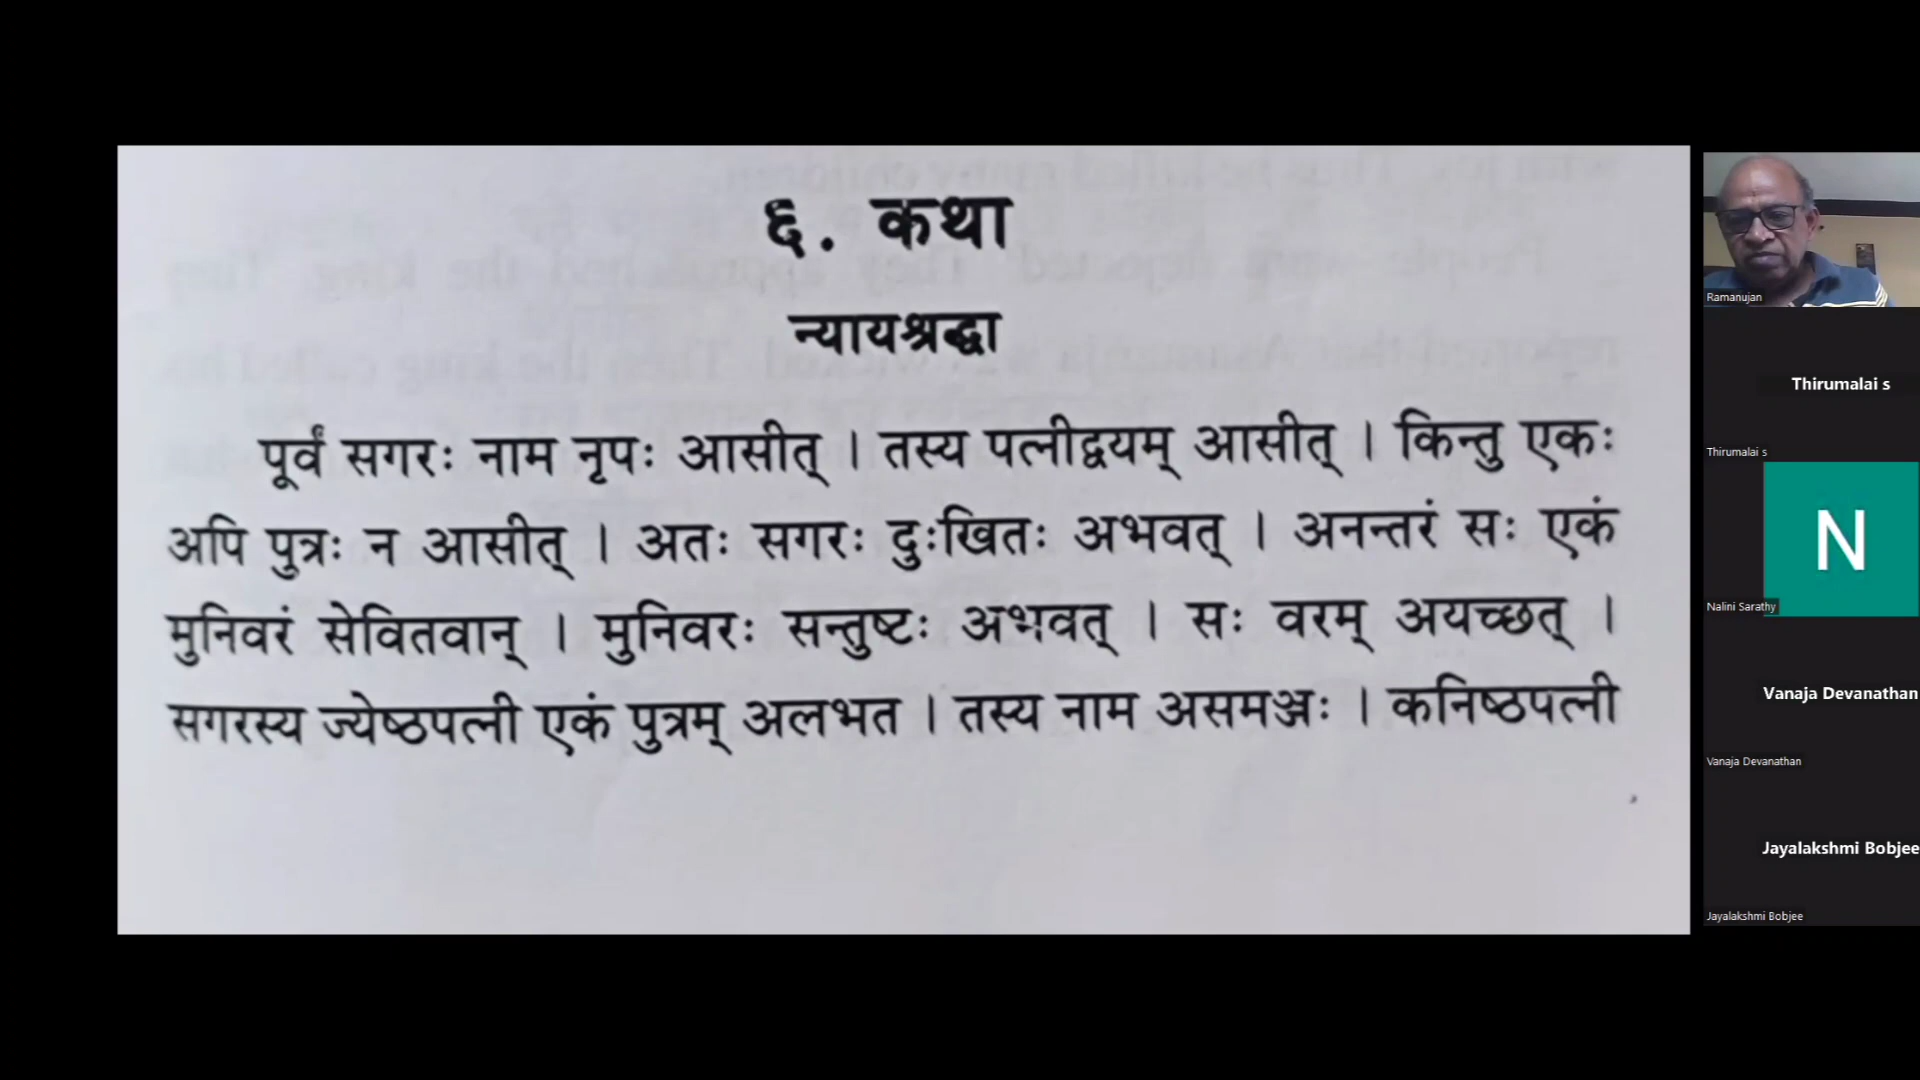 ६. कथा
न्यायश्रद्धा
पूर्वं सगरः नाम नृपः आसीत् । तस्य पत्नीद्वयम् आसीत् । किन्तु एकः
अपि पुत्रः न आसीत् । अतः सगरः दुःखितः अभवत् । अनन्तरं सः एकं
मुनिवरं सेवितवान् । मुनिवरः सन्तुष्टः अभवत् । सः वरम् अयच्छत् ।
सगरस्य ज्येष्ठपत्नी एकं पुत्रम् अलभत । तस्य नाम असमञ्जः । कनिष्ठपत्नी
Ramanujan
Thirumalai s
Thirumalai s
N
Nalini Sarathy
Vanaja Devanathan
Vanaja Devanathan
Jayalakshmi Bobjee
Jayalakshmi Bobjee